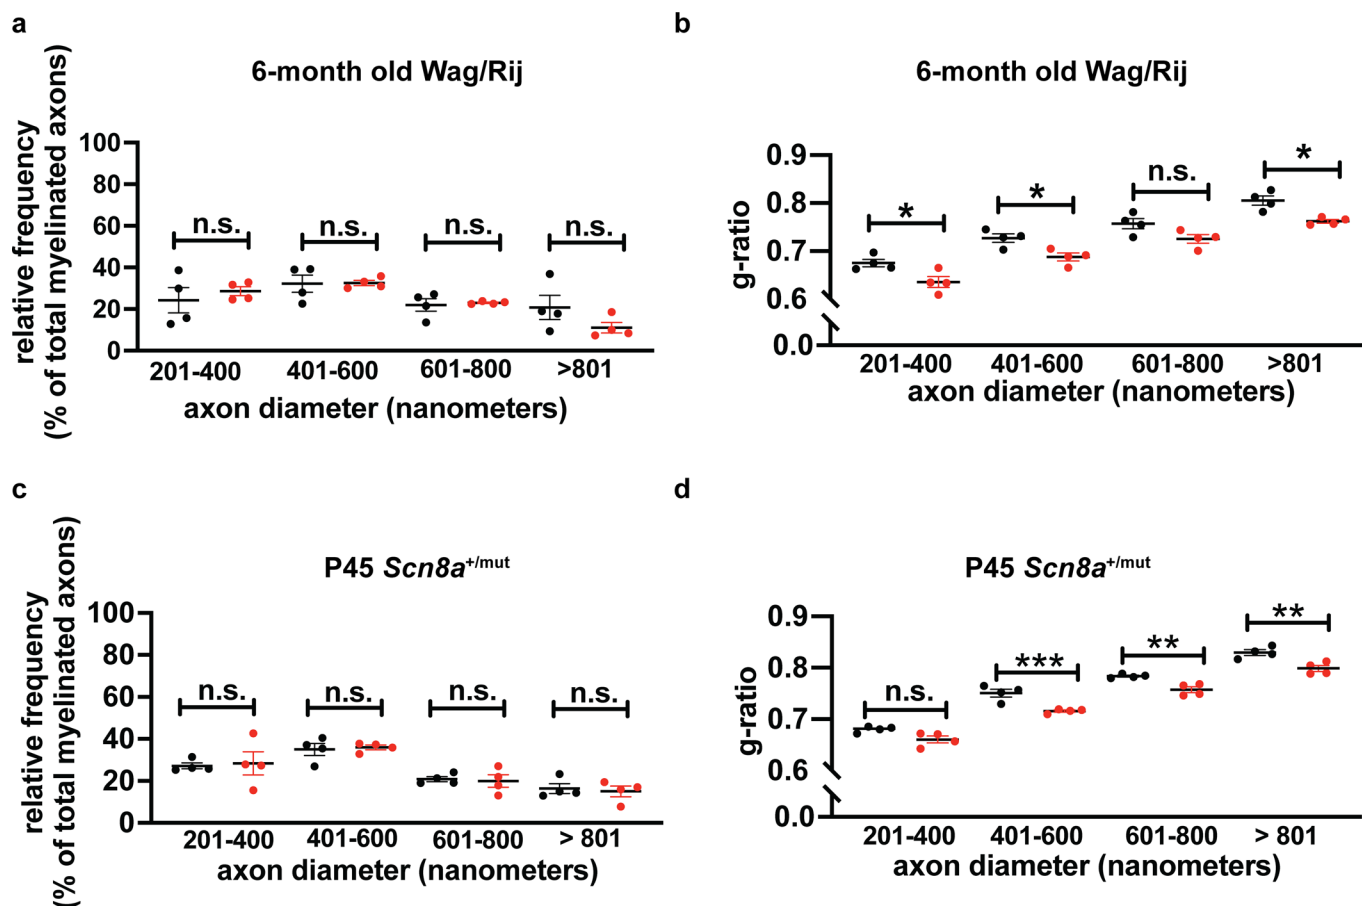 a
6-month old Wag/Rij
relative frequency
(% of total myelinated axons)
100
80
60
40
20
0
n.s.
n.s.
n.s.
n.s.
201-400
401-600
601-800
>801
axon diameter (nanometers)
b
6-month old Wag/Rij
g-ratio
0.9
0.8
0.7
0.6
0.0
*
*
n.s.
*
201-400
401-600
601-800
>801
axon diameter (nanometers)
c
P45 Scn8a+/mut
relative frequency
(% of total myelinated axons)
100
80
60
40
20
0
n.s.
n.s.
n.s.
n.s.
201-400
401-600
601-800
> 801
axon diameter (nanometers)
d
P45 Scn8a+/mut
g-ratio
0.9
0.8
0.7
0.6
0.0
n.s.
***
**
**
201-400
401-600
601-800
> 801
axon diameter (nanometers)